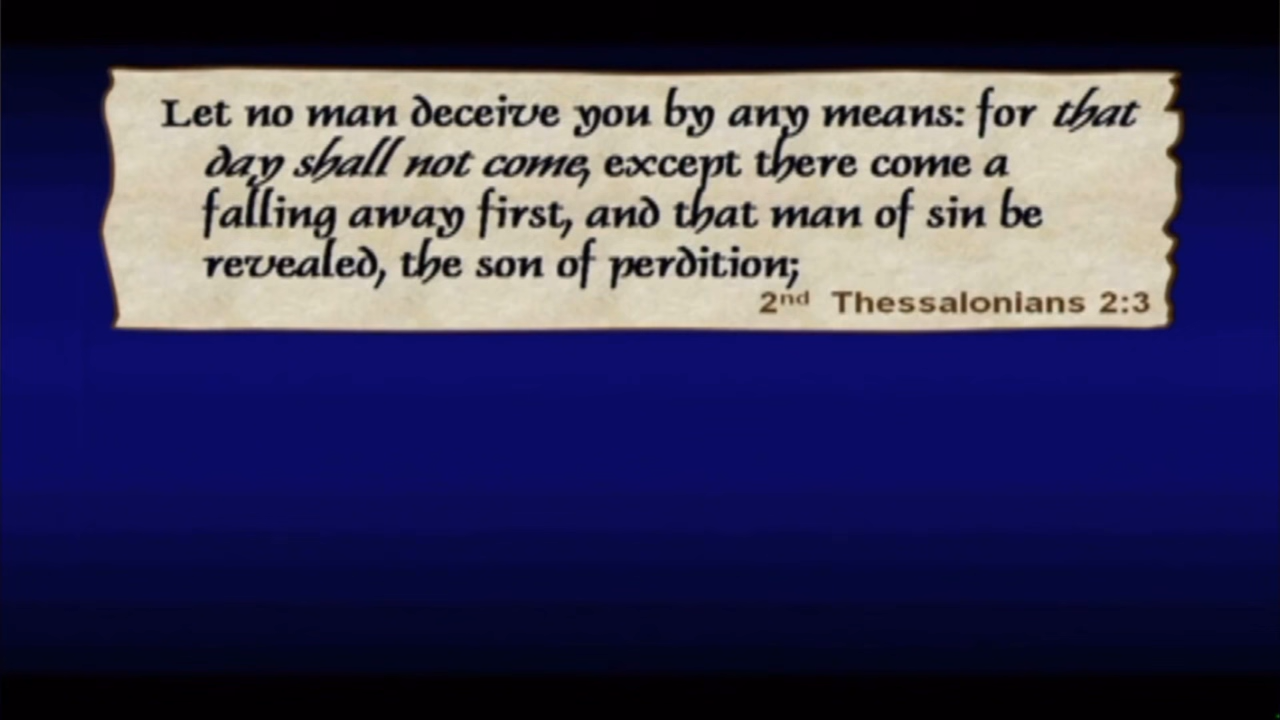 Let no man deceive you by any means: for that
day shall not come, except there come a
falling away first, and that man of sin be
revealed, the son of perdition;
2nd Thessalonians 2:3